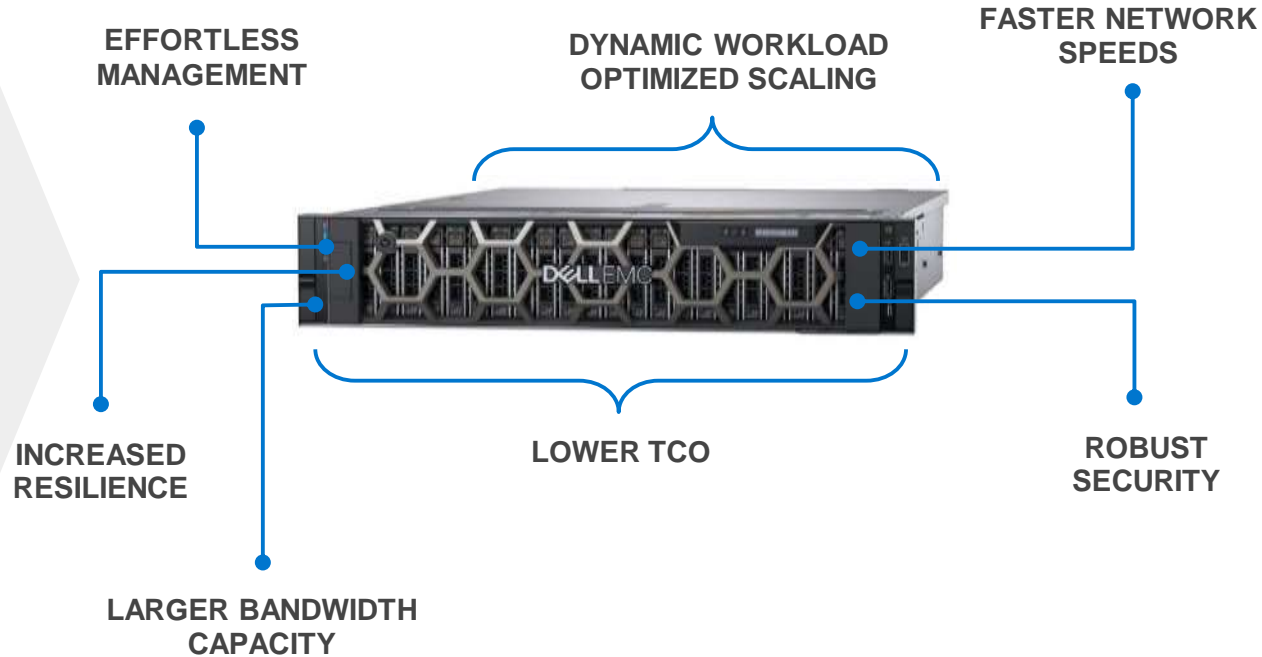 EFFORTLESS
MANAGEMENT
DYNAMIC WORKLOAD
OPTIMIZED SCALING
FASTER NETWORK
SPEEDS
DELLEMC
INCREASED
RESILIENCE
LOWER TCO
ROBUST
SECURITY
LARGER BANDWIDTH
CAPACITY